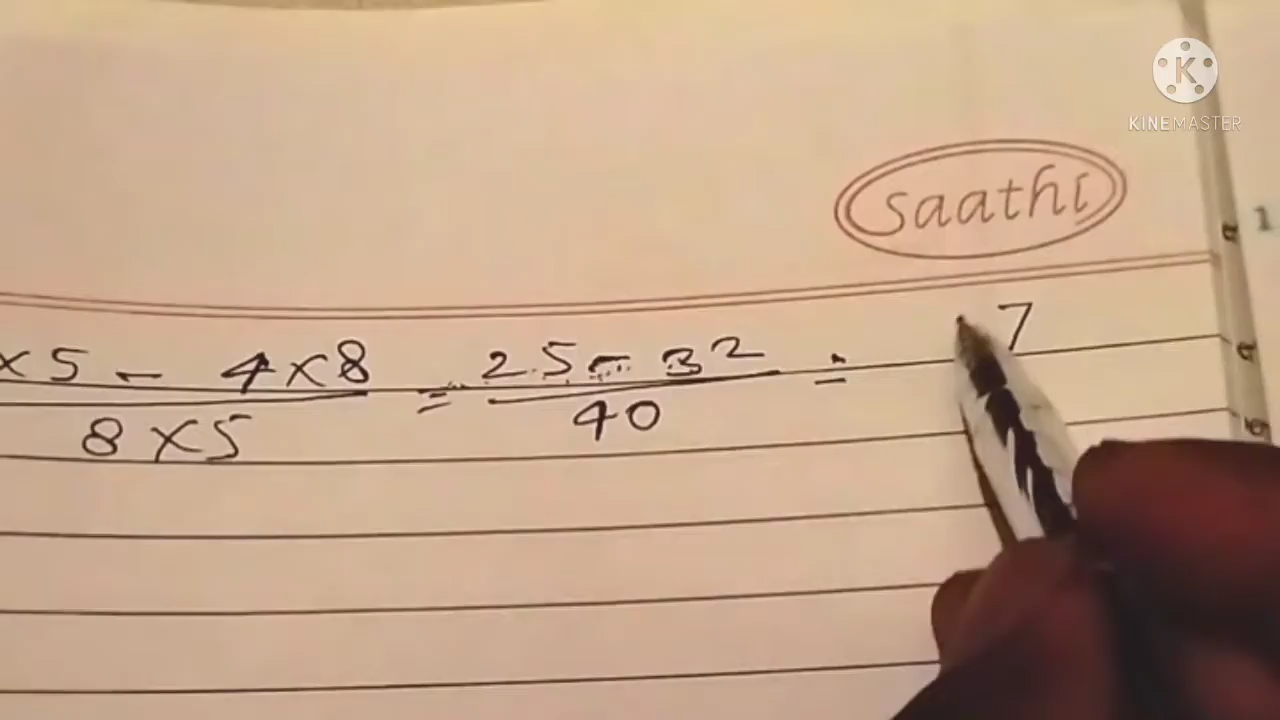 KINEMASTER
saathi
×5 - 4×8 = 25 - 32 = 7
8×5 40